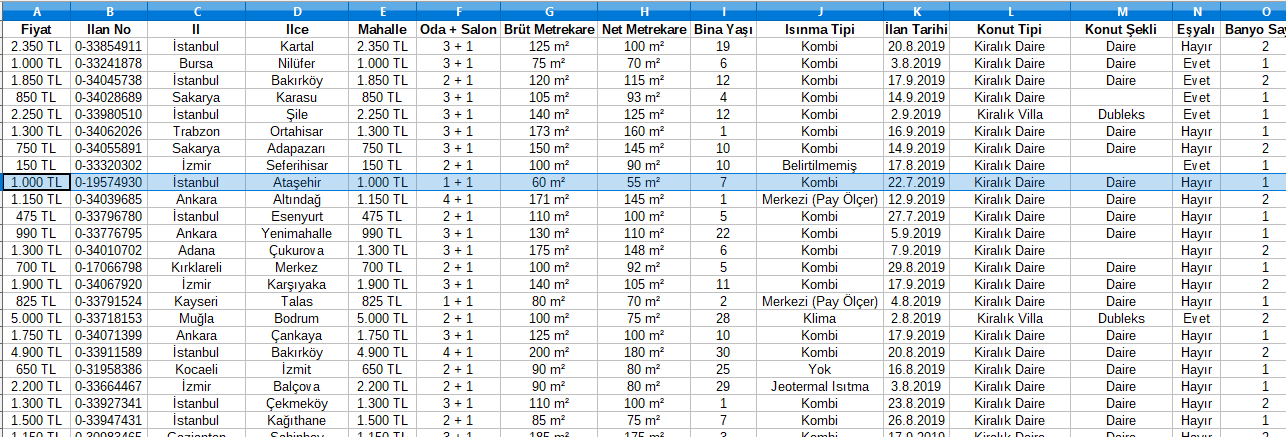 A B C D E F G H I J K L M N O
Fiyat Ilan No Il Ilce Mahalle Oda + Salon Brüt Metrekare Net Metrekare Bina Yaşı Isınma Tipi İlan Tarihi Konut Tipi Konut Şekli Eşyalı Banyo Say
2.350 TL 0-33854911 İstanbul Kartal 2.350 TL 3 + 1 125 m² 100 m² 19 Kombi 20.8.2019 Kiralık Daire Daire Hayır 2
1.000 TL 0-33241878 Bursa Nilüfer 1.000 TL 3 + 1 75 m² 70 m² 6 Kombi 3.8.2019 Kiralık Daire Daire Evet 1
1.850 TL 0-34045738 İstanbul Bakırköy 1.850 TL 2 + 1 120 m² 115 m² 12 Kombi 17.9.2019 Kiralık Daire Daire Evet 2
850 TL 0-34028689 Sakarya Karasu 850 TL 3 + 1 105 m² 93 m² 4 Kombi 14.9.2019 Kiralık Daire Evet 1
2.250 TL 0-33980510 İstanbul Şile 2.250 TL 3 + 1 140 m² 125 m² 12 Kombi 2.9.2019 Kiralık Villa Dubleks Evet 1
1.300 TL 0-34062026 Trabzon Ortahisar 1.300 TL 3 + 1 173 m² 160 m² 1 Kombi 16.9.2019 Kiralık Daire Daire Hayır 1
750 TL 0-34055891 Sakarya Adapazarı 750 TL 3 + 1 150 m² 145 m² 10 Kombi 14.9.2019 Kiralık Daire Daire Hayır 2
150 TL 0-33320302 İzmir Seferihisar 150 TL 2 + 1 100 m² 90 m² 10 Belirtilmemiş 17.8.2019 Kiralık Daire Evet 1
1.000 TL 0-19574930 İstanbul Ataşehir 1.000 TL 1 + 1 60 m² 55 m² 7 Kombi 22.7.2019 Kiralık Daire Daire Hayır 1
1.150 TL 0-34039685 Ankara Altındağ 1.150 TL 4 + 1 171 m² 145 m² 1 Merkezi (Pay Ölçer) 12.9.2019 Kiralık Daire Daire Hayır 2
475 TL 0-33796780 İstanbul Esenyurt 475 TL 2 + 1 110 m² 100 m² 5 Kombi 27.7.2019 Kiralık Daire Daire Hayır 1
990 TL 0-33776795 Ankara Yenimahalle 990 TL 3 + 1 130 m² 110 m² 22 Kombi 5.9.2019 Kiralık Daire Daire Hayır 1
1.300 TL 0-34010702 Adana Çukurova 1.300 TL 3 + 1 175 m² 148 m² 6 Kombi 7.9.2019 Kiralık Daire Hayır 2
700 TL 0-17066798 Kırklareli Merkez 700 TL 2 + 1 100 m² 92 m² 5 Kombi 29.8.2019 Kiralık Daire Daire Hayır 1
1.900 TL 0-34067920 İzmir Karşıyaka 1.900 TL 3 + 1 140 m² 105 m² 11 Kombi 17.9.2019 Kiralık Daire Daire Hayır 2
825 TL 0-33791524 Kayseri Talas 825 TL 1 + 1 80 m² 70 m² 2 Merkezi (Pay Ölçer) 4.8.2019 Kiralık Daire Daire Hayır 1
5.000 TL 0-33718153 Muğla Bodrum 5.000 TL 2 + 1 100 m² 75 m² 28 Klima 2.8.2019 Kiralık Villa Dubleks Evet 2
1.750 TL 0-34071399 Ankara Çankaya 1.750 TL 3 + 1 125 m² 100 m² 10 Kombi 17.9.2019 Kiralık Daire Daire Hayır 1
4.900 TL 0-33911589 İstanbul Bakırköy 4.900 TL 4 + 1 200 m² 180 m² 30 Kombi 20.8.2019 Kiralık Daire Daire Hayır 2
650 TL 0-31958386 Kocaeli İzmit 650 TL 2 + 1 90 m² 80 m² 25 Yok 16.8.2019 Kiralık Daire Daire Hayır 1
2.200 TL 0-33664467 İzmir Balçova 2.200 TL 2 + 1 90 m² 80 m² 29 Jeotermal Isıtma 3.8.2019 Kiralık Daire Daire Hayır 1
1.300 TL 0-33927341 İstanbul Çekmeköy 1.300 TL 3 + 1 110 m² 100 m² 1 Kombi 23.8.2019 Kiralık Daire Daire Hayır 2
1.500 TL 0-33947431 İstanbul Kağıthane 1.500 TL 2 + 1 85 m² 75 m² 7 Kombi 26.8.2019 Kiralık Daire Daire Hayır 1
1.150 TL 0-30983465 Gaziantep Şahinbey 1.150 TL 3 + 1 185 m² 175 m² 3 Kombi 17.9.2019 Kiralık Daire Daire Hayır 2